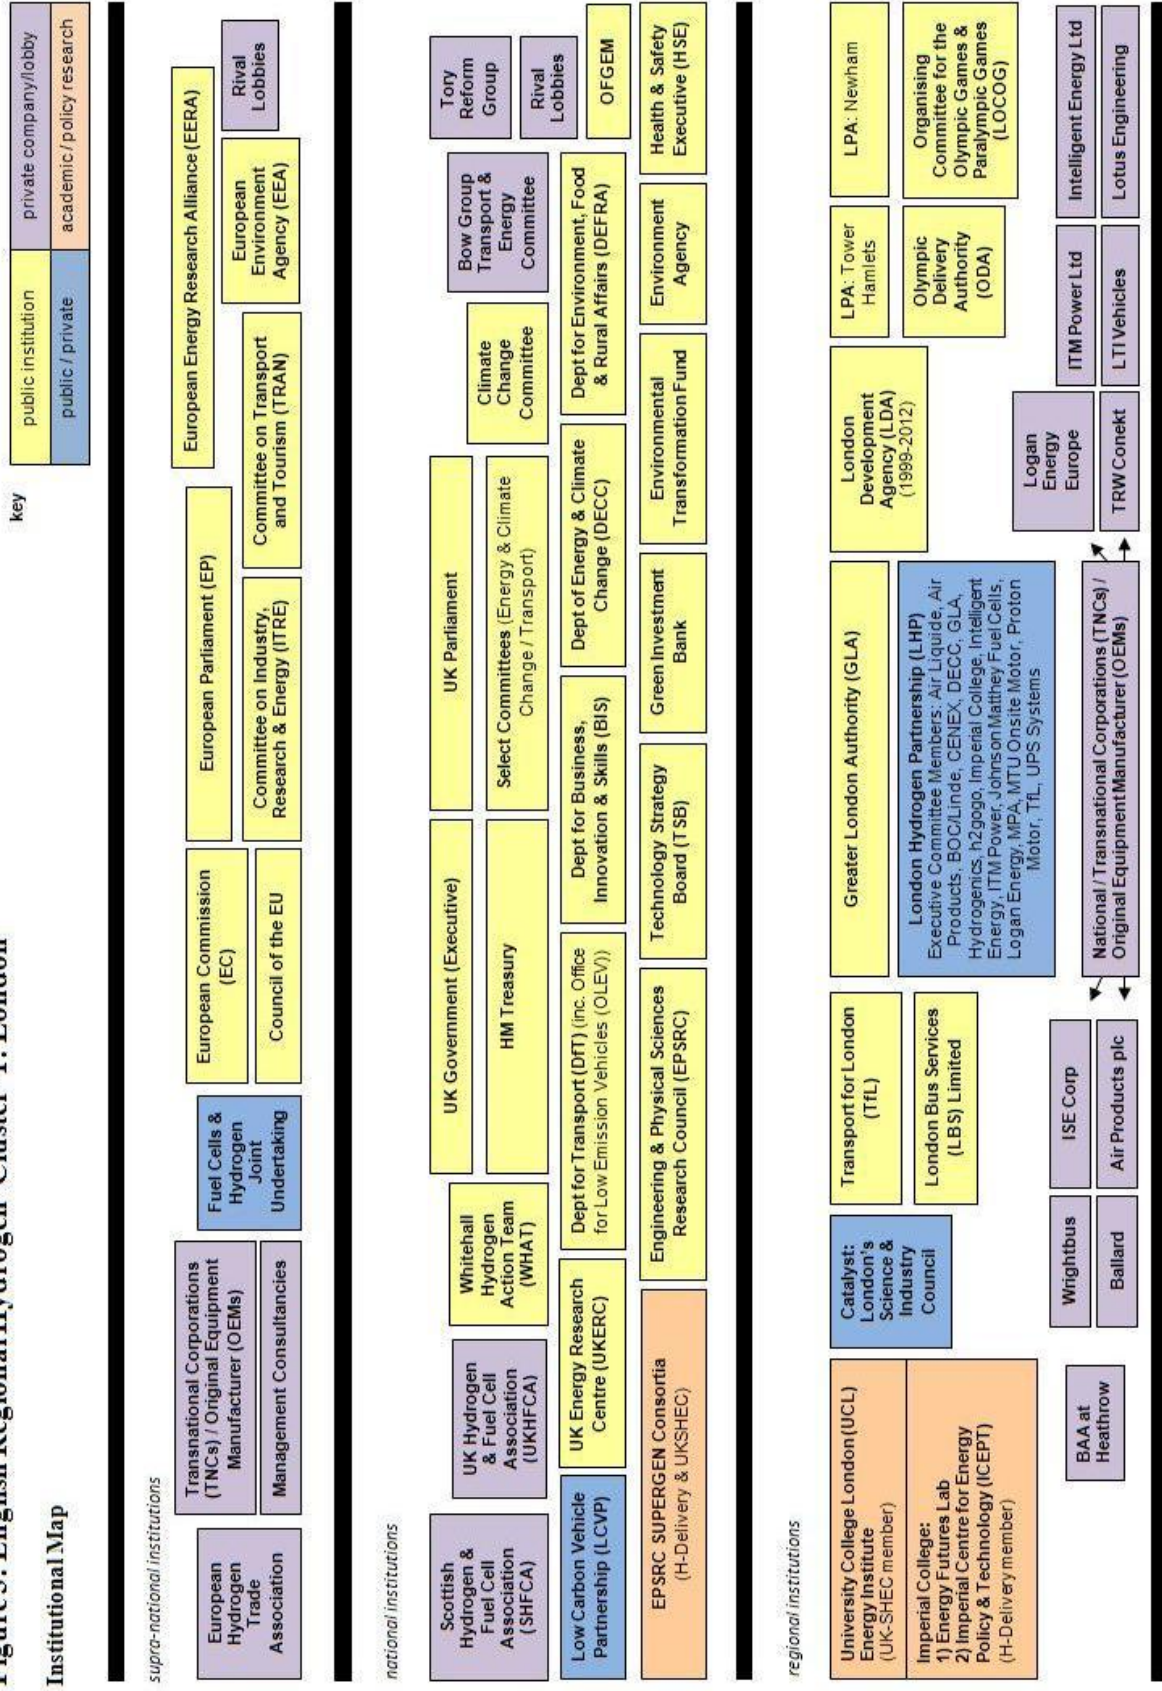 Figure 3: English Regional Hydrogen Cluster 1: London
Institutional Map
key
public institution
private company/lobby
public / private
academic / policy research
supra-national institutions
European
Hydrogen
Trade
Association
Transnational Corporations
(TNCs) / Original Equipment
Manufacturer (OEMs)
Management Consultancies
Fuel Cells &
Hydrogen
Joint
Undertaking
European Commission
(EC)
Council of the EU
European Parliament (EP)
Committee on Industry,
Research & Energy (ITRE)
Committee on Transport
and Tourism (TRAN)
European Energy Research Alliance (EERA)
European
Environment
Agency (EEA)
Rival
Lobbies
national institutions
Scottish
Hydrogen &
Fuel Cell
Association
(SHFCA)
UK Hydrogen
& Fuel Cell
Association
(UKHFCA)
Whitehall
Hydrogen
Action Team
(WHAT)
UK Government (Executive)
HM Treasury
UK Parliament
Select Committees (Energy & Climate
Change / Transport)
Climate
Change
Committee
Bow Group
Transport &
Energy
Committee
Tory
Reform
Group
Rival
Lobbies
Low Carbon Vehicle
Partnership (LCVP)
UK Energy Research
Centre (UKERC)
Dept for Transport (DfT) (inc. Office
for Low Emission Vehicles (OLEV))
Dept for Business,
Innovation & Skills (BIS)
Dept of Energy & Climate
Change (DECC)
Dept for Environment, Food
& Rural Affairs (DEFRA)
OFGEM
EPSRC SUPERGEN Consortia
(H-Delivery & UKSHEC)
Engineering & Physical Sciences
Research Council (EPSRC)
Technology Strategy
Board (TSB)
Green Investment
Bank
Environmental
Transformation Fund
Environment
Agency
Health & Safety
Executive (HSE)
regional institutions
University College London (UCL)
Energy Institute
(UK-SHEC member)
Imperial College:
1) Energy Futures Lab
2) Imperial Centre for Energy
Policy & Technology (ICEPT)
(H-Delivery member)
Catalyst:
London's
Science &
Industry
Council
Transport for London
(TfL)
London Bus Services
(LBS) Limited
Greater London Authority (GLA)
London Hydrogen Partnership (LHP)
Executive Committee Members: Air Liquide, Air
Products, BOC/Linde, CENEX, DECC, GLA,
Hydrogenics, h2gogo, Imperial College, Intelligent
Energy, ITM Power, Johnson Matthey Fuel Cells,
Logan Energy, MPA, MTU Onsite Motor, Proton
Motor, TfL, UPS Systems
London
Development
Agency (LDA)
(1999-2012)
LPA: Tower
Hamlets
LPA: Newham
Olympic
Delivery
Authority
(ODA)
Organising
Committee for the
Olympic Games &
Paralympic Games
(LOCOG)
BAA at
Heathrow
Wrightbus
ISE Corp
Ballard
Air Products plc
National / Transnational Corporations (TNCs) /
Original Equipment Manufacturer (OEMs)
Logan
Energy
Europe
ITM Power Ltd
Intelligent Energy Ltd
TRW Conekt
LTI Vehicles
Lotus Engineering